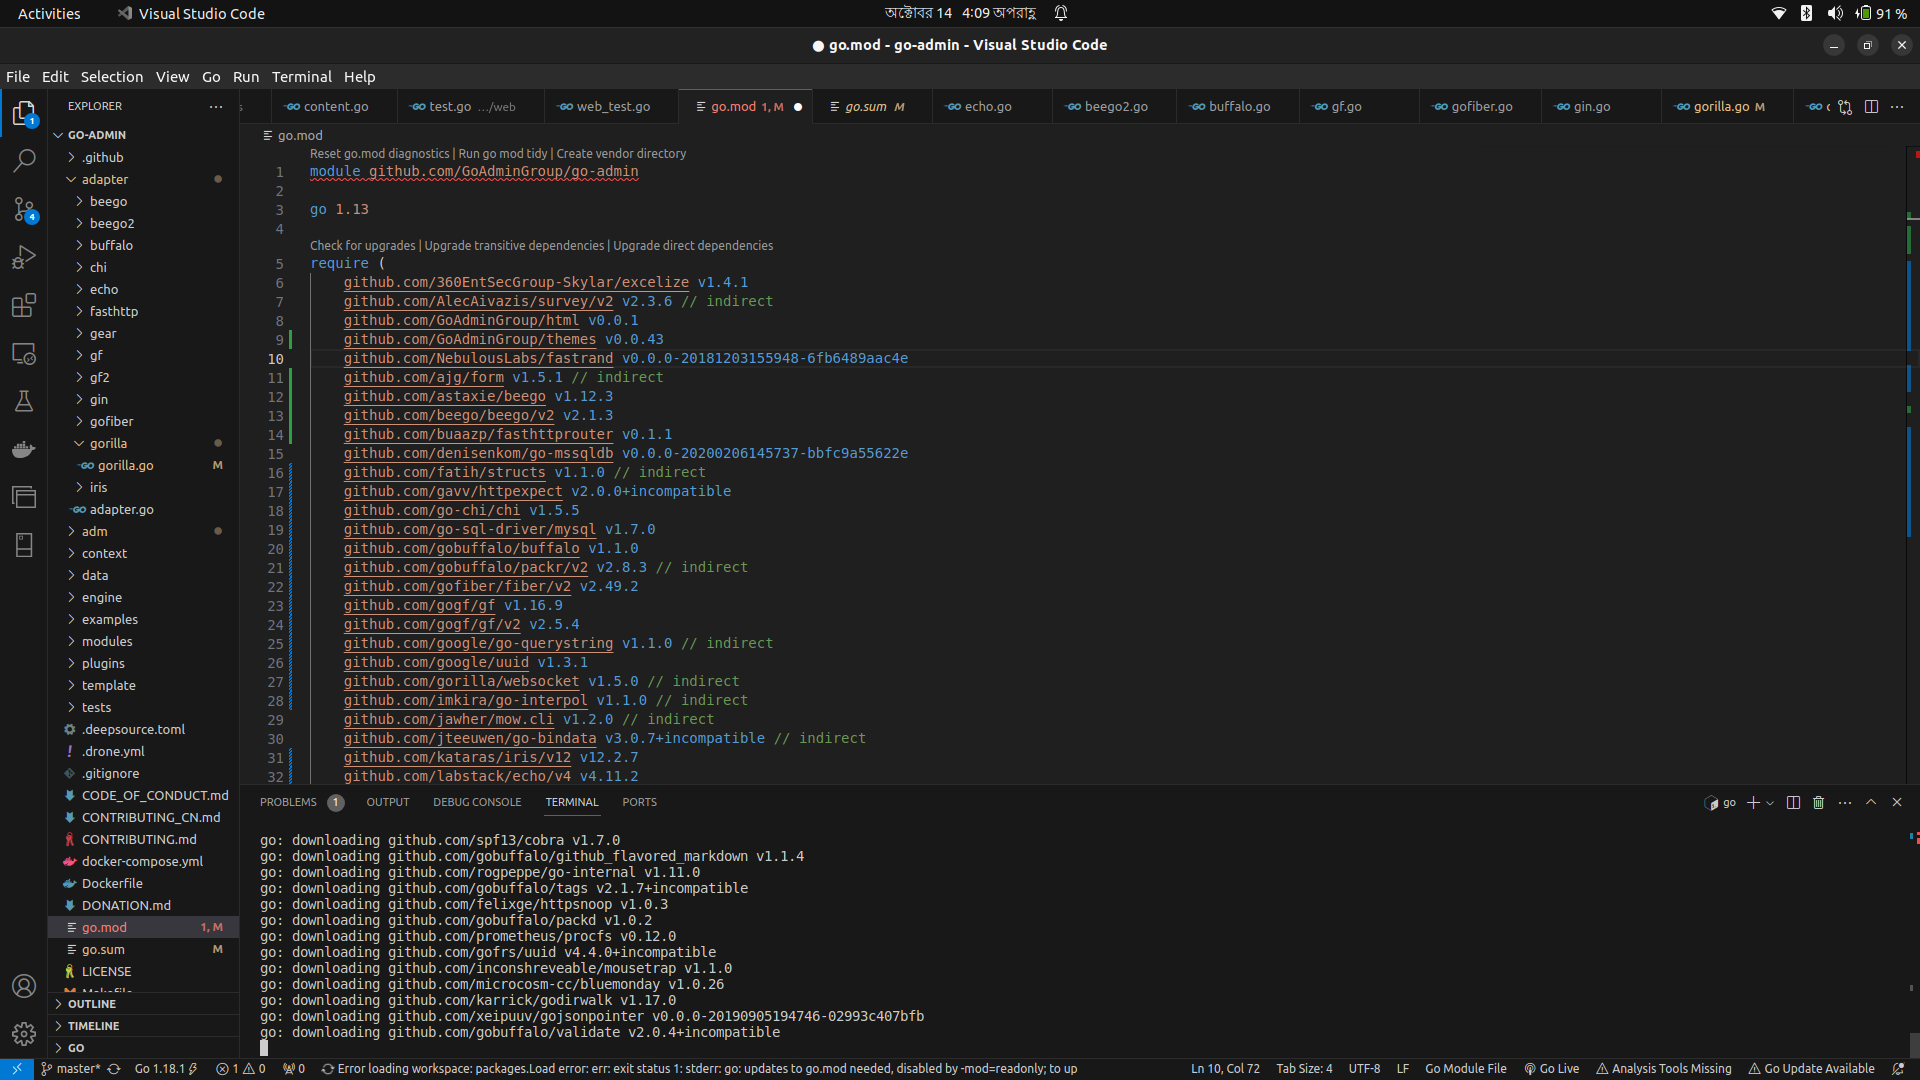 Activities Visual Studio Code অক্টোবর 14 4:09 অপরাহ্ণ 91 %
go.mod - go-admin - Visual Studio Code
File Edit Selection View Go Run Terminal Help
EXPLORER
content.go test.go .../web web_test.go go.mod 1, M go.sum M echo.go beego2.go buffalo.go gf.go gofiber.go gin.go gorilla.go M
GO-ADMIN
.github
adapter
beego
beego2
buffalo
chi
echo
fasthttp
gear
gf
gf2
gin
gofiber
gorilla
gorilla.go M
iris
adapter.go
adm
context
data
engine
examples
modules
plugins
template
tests
.deepsource.toml
.drone.yml
.gitignore
CODE_OF_CONDUCT.md
CONTRIBUTING_CN.md
CONTRIBUTING.md
docker-compose.yml
Dockerfile
DONATION.md
go.mod 1, M
go.sum M
LICENSE
Makefile
OUTLINE
TIMELINE
GO
go.mod
Reset go.mod diagnostics | Run go mod tidy | Create vendor directory
1 module github.com/GoAdminGroup/go-admin
2
3 go 1.13
4
Check for upgrades | Upgrade transitive dependencies | Upgrade direct dependencies
5 require (
6 github.com/360EntSecGroup-Skylar/excelize v1.4.1
7 github.com/AlecAivazis/survey/v2 v2.3.6 // indirect
8 github.com/GoAdminGroup/html v0.0.1
9 github.com/GoAdminGroup/themes v0.0.43
10 github.com/NebulousLabs/fastrand v0.0.0-20181203155948-6fb6489aac4e
11 github.com/ajg/form v1.5.1 // indirect
12 github.com/astaxie/beego v1.12.3
13 github.com/beego/beego/v2 v2.1.3
14 github.com/buaazp/fasthttprouter v0.1.1
15 github.com/denisenkom/go-mssqldb v0.0.0-20200206145737-bbfc9a55622e
16 github.com/fatih/structs v1.1.0 // indirect
17 github.com/gavv/httpexpect v2.0.0+incompatible
18 github.com/go-chi/chi v1.5.5
19 github.com/go-sql-driver/mysql v1.7.0
20 github.com/gobuffalo/buffalo v1.1.0
21 github.com/gobuffalo/packr/v2 v2.8.3 // indirect
22 github.com/gofiber/fiber/v2 v2.49.2
23 github.com/gogf/gf v1.16.9
24 github.com/gogf/gf/v2 v2.5.4
25 github.com/google/go-querystring v1.1.0 // indirect
26 github.com/google/uuid v1.3.1
27 github.com/gorilla/websocket v1.5.0 // indirect
28 github.com/imkira/go-interpol v1.1.0 // indirect
29 github.com/jawher/mow.cli v1.2.0 // indirect
30 github.com/jteeuwen/go-bindata v3.0.7+incompatible // indirect
31 github.com/kataras/iris/v12 v12.2.7
32 github.com/labstack/echo/v4 v4.11.2
PROBLEMS 1 OUTPUT DEBUG CONSOLE TERMINAL PORTS go
go: downloading github.com/spf13/cobra v1.7.0
go: downloading github.com/gobuffalo/github_flavored_markdown v1.1.4
go: downloading github.com/rogpeppe/go-internal v1.11.0
go: downloading github.com/gobuffalo/tags v2.1.7+incompatible
go: downloading github.com/felixge/httpsnoop v1.0.3
go: downloading github.com/gobuffalo/packd v1.0.2
go: downloading github.com/prometheus/procfs v0.12.0
go: downloading github.com/gofrs/uuid v4.4.0+incompatible
go: downloading github.com/inconshreveable/mousetrap v1.1.0
go: downloading github.com/microcosm-cc/bluemonday v1.0.26
go: downloading github.com/karrick/godirwalk v1.17.0
go: downloading github.com/xeipuuv/gojsonpointer v0.0.0-20190905194746-02993c407bfb
go: downloading github.com/gobuffalo/validate v2.0.4+incompatible
master* Go 1.18.1 1 0 0 Error loading workspace: packages.Load error: err: exit status 1: stderr: go: updates to go.mod needed, disabled by -mod=readonly; to up Ln 10, Col 72 Tab Size: 4 UTF-8 LF Go Module File Go Live Analysis Tools Missing Go Update Available